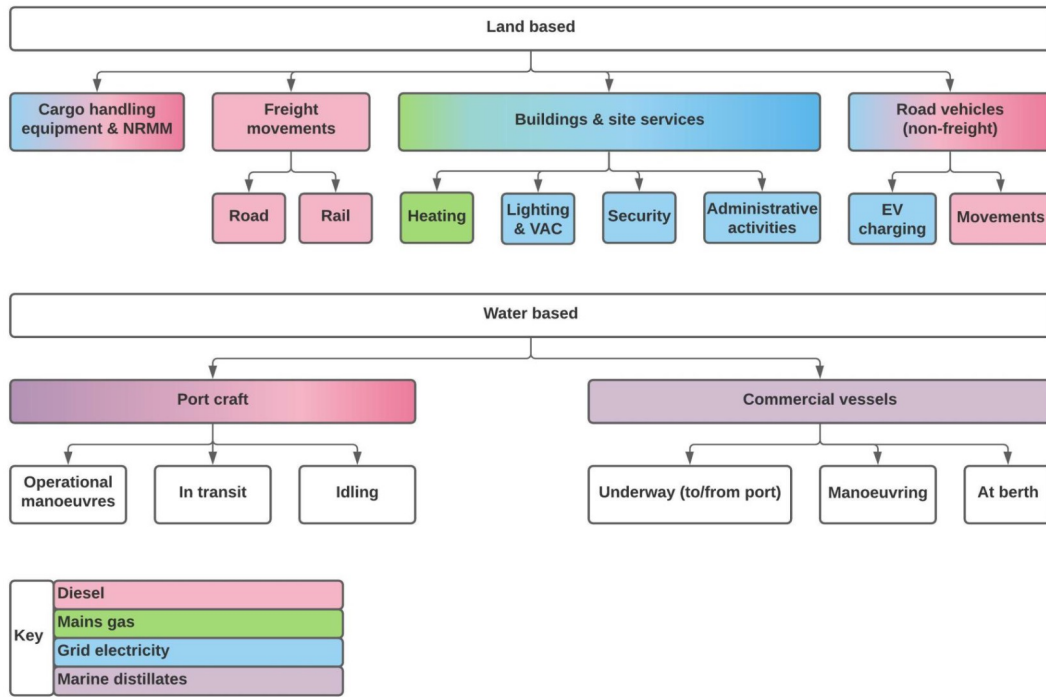 Land based
Cargo handling
equipment & NRMM
Freight
movements
Buildings & site services
Road vehicles
(non-freight)
Road
Rail
Heating
Lighting
& VAC
Security
Administrative
activities
EV
charging
Movements
Water based
Port craft
Commercial vessels
Operational
manoeuvres
In transit
Idling
Underway (to/from port)
Manoeuvring
At berth
Key
Diesel
Mains gas
Grid electricity
Marine distillates